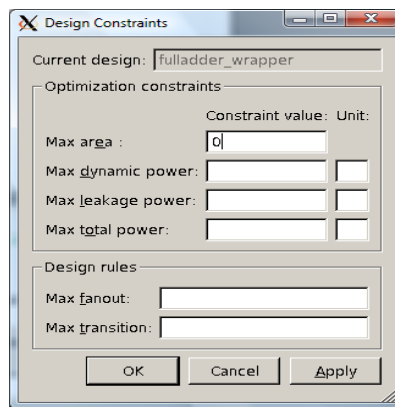 Design Constraints
Current design: fulladder_wrapper
Optimization constraints
Constraint value: Unit:
Max area : 0
Max dynamic power:
Max leakage power:
Max total power:
Design rules
Max fanout:
Max transition:
OK Cancel Apply